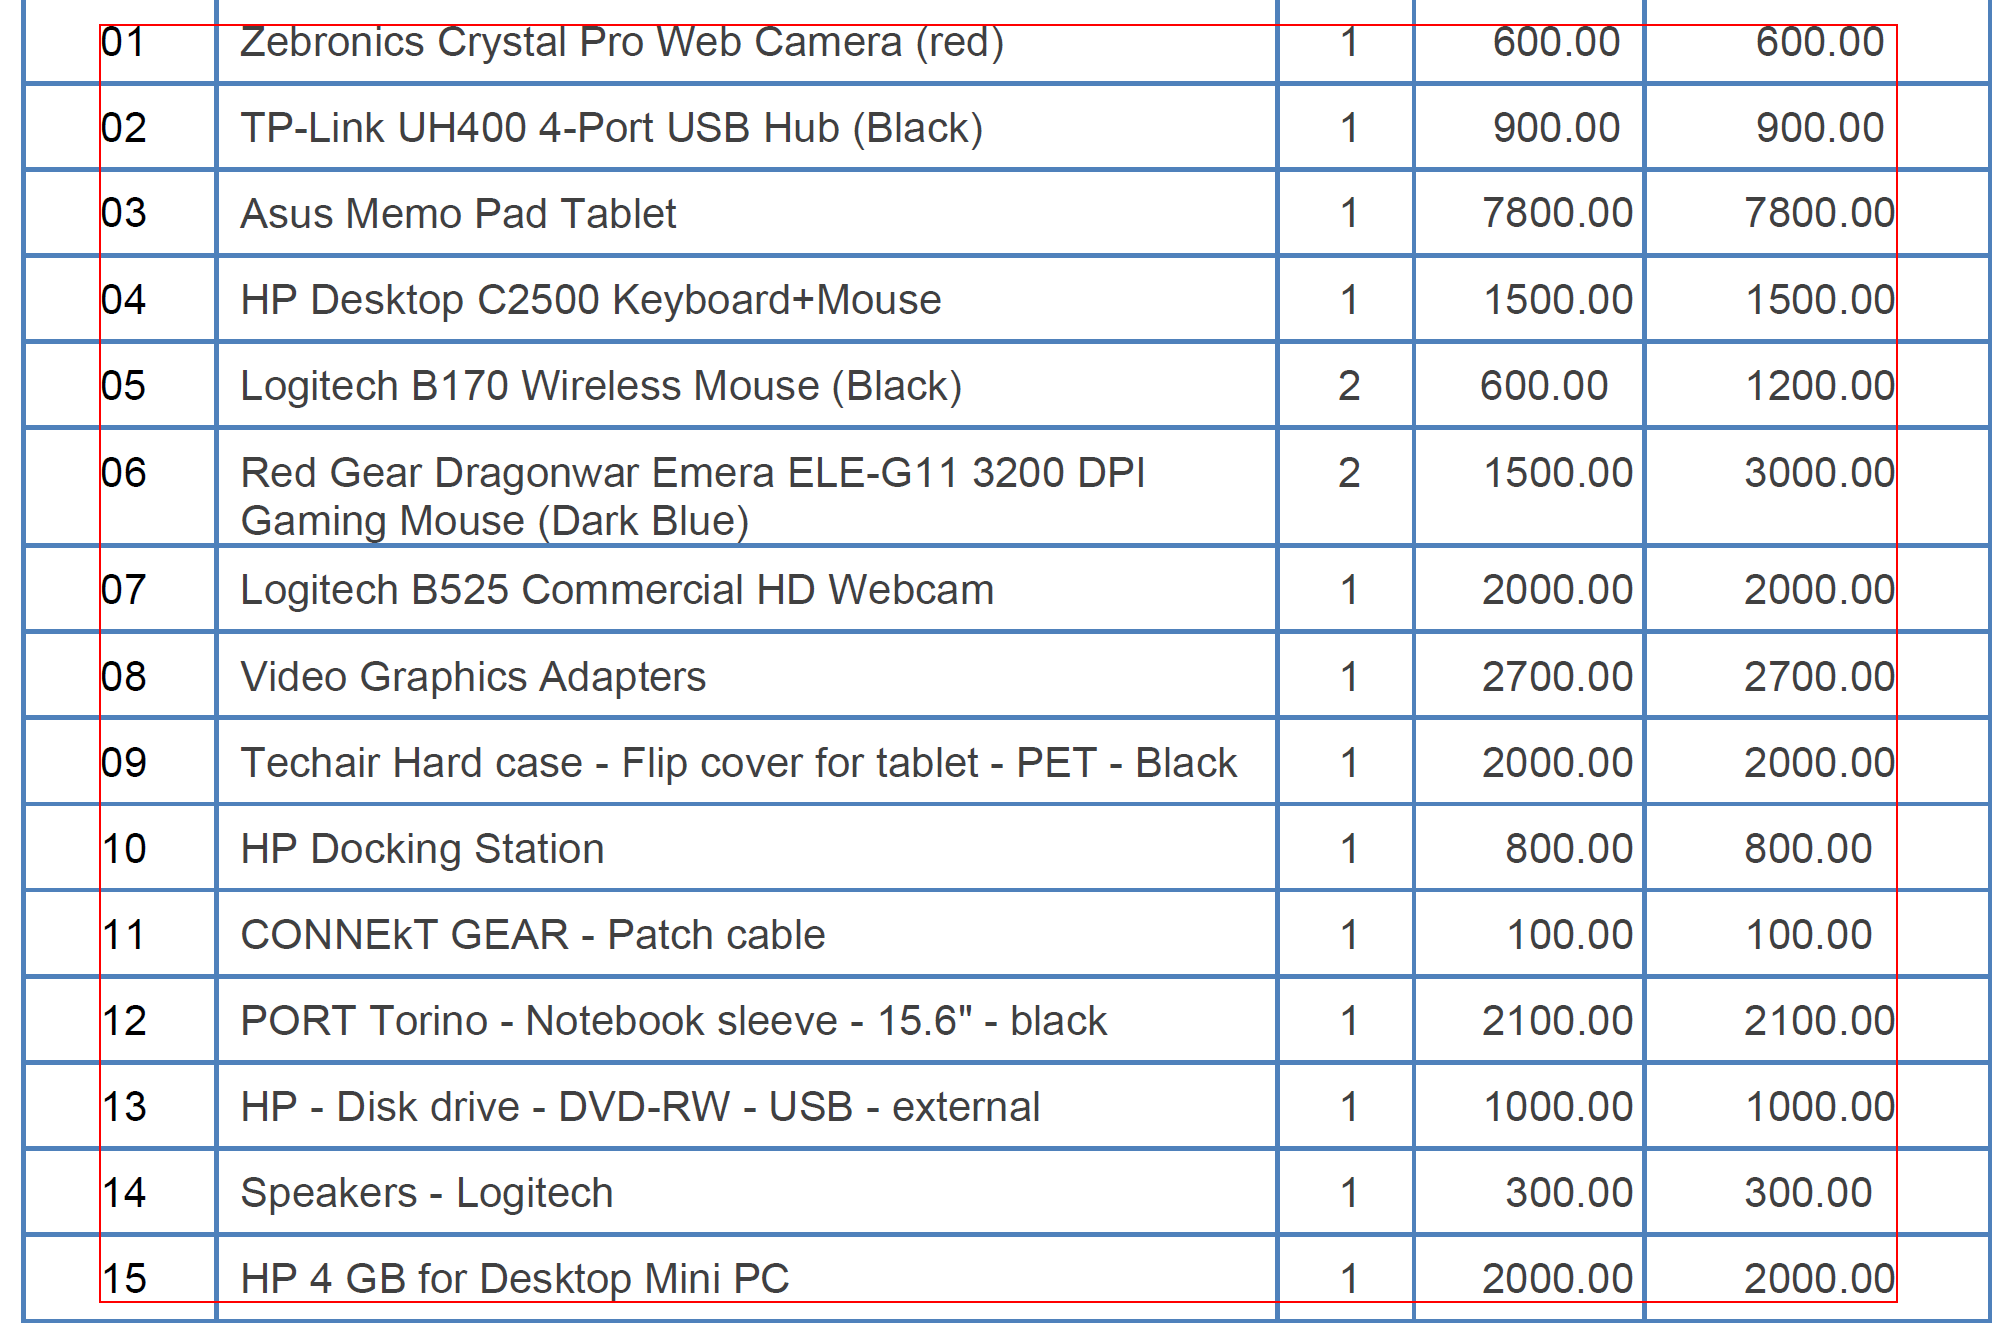 01 Zebronics Crystal Pro Web Camera (red) 1 600.00 600.00
02 TP-Link UH400 4-Port USB Hub (Black) 1 900.00 900.00
03 Asus Memo Pad Tablet 1 7800.00 7800.00
04 HP Desktop C2500 Keyboard+Mouse 1 1500.00 1500.00
05 Logitech B170 Wireless Mouse (Black) 2 600.00 1200.00
06 Red Gear Dragonwar Emera ELE-G11 3200 DPI 2 1500.00 3000.00
Gaming Mouse (Dark Blue)
07 Logitech B525 Commercial HD Webcam 1 2000.00 2000.00
08 Video Graphics Adapters 1 2700.00 2700.00
09 Techair Hard case - Flip cover for tablet - PET - Black 1 2000.00 2000.00
10 HP Docking Station 1 800.00 800.00
11 CONNEkT GEAR - Patch cable 1 100.00 100.00
12 PORT Torino - Notebook sleeve - 15.6" - black 1 2100.00 2100.00
13 HP - Disk drive - DVD-RW - USB - external 1 1000.00 1000.00
14 Speakers - Logitech 1 300.00 300.00
15 HP 4 GB for Desktop Mini PC 1 2000.00 2000.00